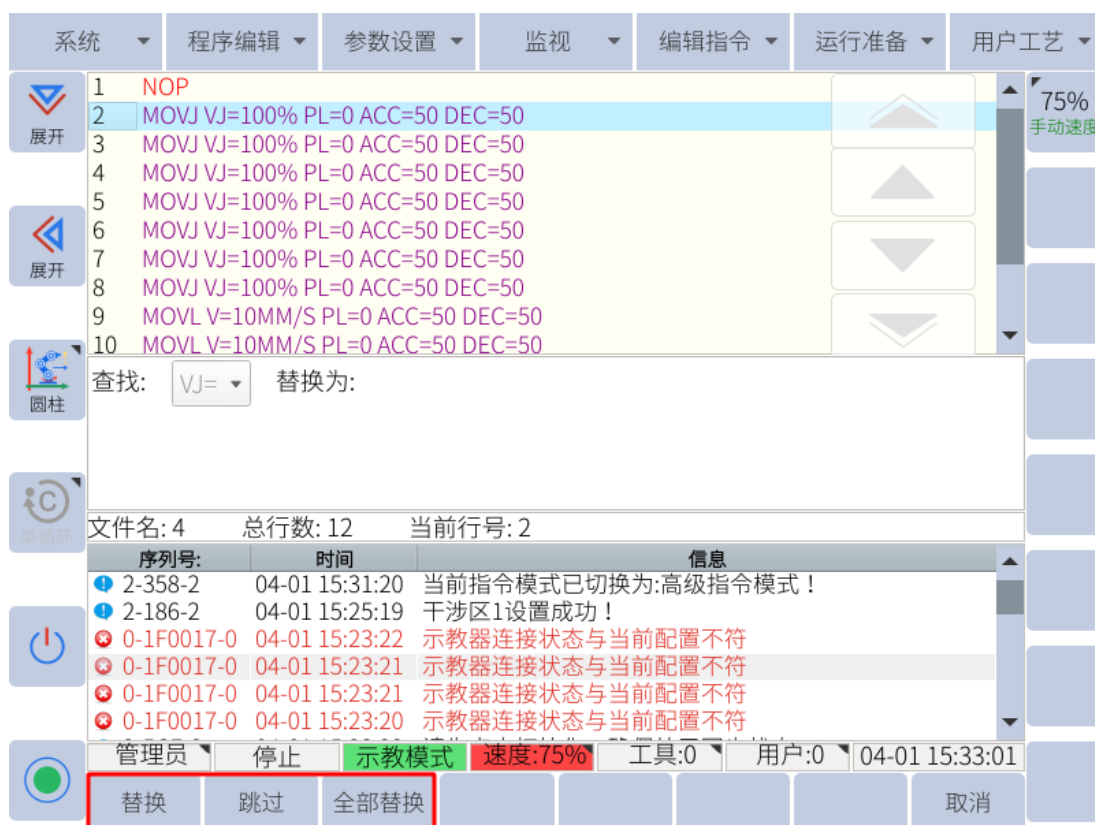 系统 程序编辑 参数设置 监视 编辑指令 运行准备 用户工艺
展开
展开
圆柱
单循环
1 NOP
2 MOVJ VJ=100% PL=0 ACC=50 DEC=50
3 MOVJ VJ=100% PL=0 ACC=50 DEC=50
4 MOVJ VJ=100% PL=0 ACC=50 DEC=50
5 MOVJ VJ=100% PL=0 ACC=50 DEC=50
6 MOVJ VJ=100% PL=0 ACC=50 DEC=50
7 MOVJ VJ=100% PL=0 ACC=50 DEC=50
8 MOVJ VJ=100% PL=0 ACC=50 DEC=50
9 MOVL V=10MM/S PL=0 ACC=50 DEC=50
10 MOVL V=10MM/S PL=0 ACC=50 DEC=50
75%
手动速度
查找: VJ= 替换为:
文件名: 4 总行数: 12 当前行号: 2
序列号: 时间 信息
2-358-2 04-01 15:31:20 当前指令模式已切换为:高级指令模式！
2-186-2 04-01 15:25:19 干涉区1设置成功！
0-1F0017-0 04-01 15:23:22 示教器连接状态与当前配置不符
0-1F0017-0 04-01 15:23:21 示教器连接状态与当前配置不符
0-1F0017-0 04-01 15:23:21 示教器连接状态与当前配置不符
0-1F0017-0 04-01 15:23:20 示教器连接状态与当前配置不符
管理员 停止 示教模式 速度:75% 工具:0 用户:0 04-01 15:33:01
替换 跳过 全部替换 取消